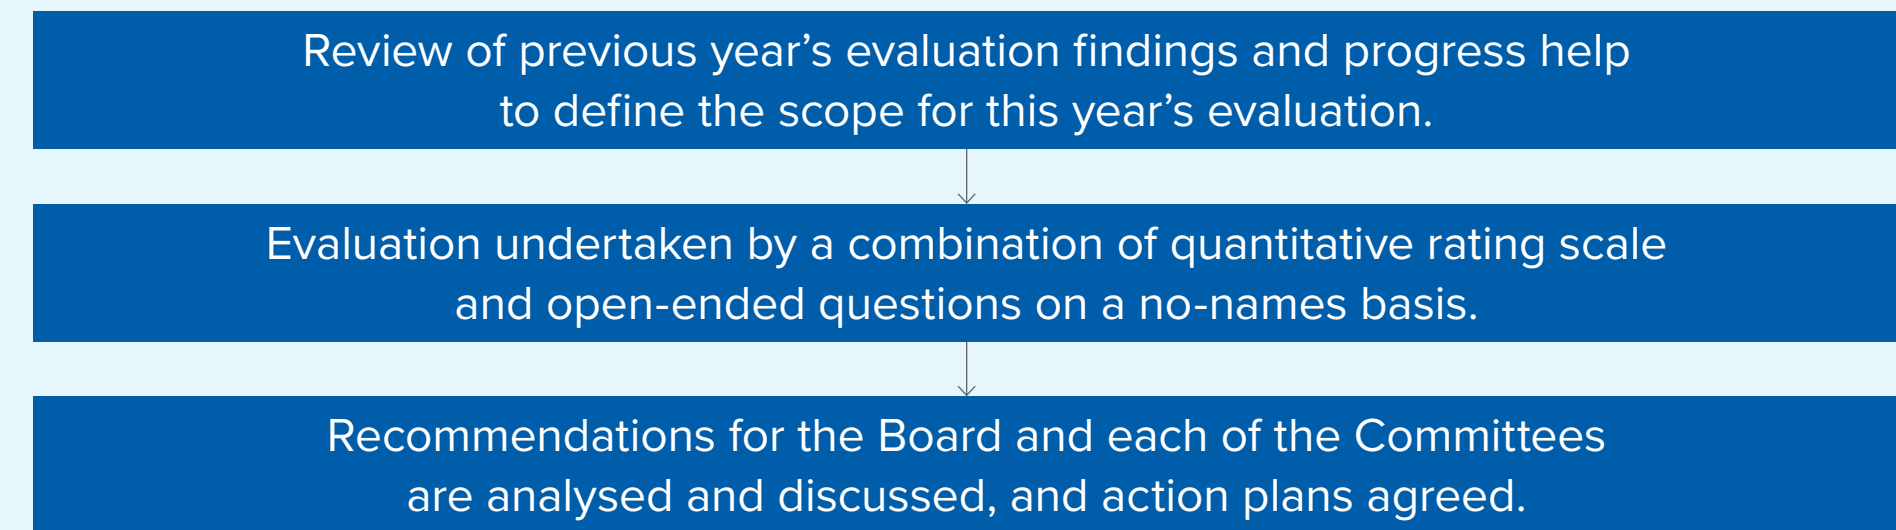 Review of previous year’s evaluation findings and progress help
to define the scope for this year’s evaluation.
Evaluation undertaken by a combination of quantitative rating scale
and open-ended questions on a no-names basis.
Recommendations for the Board and each of the Committees
are analysed and discussed, and action plans agreed.